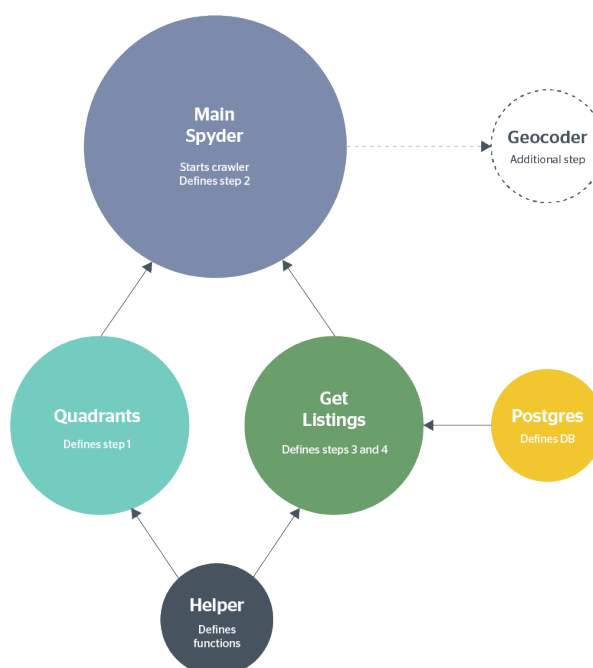 Main
Spyder
Starts crawler
Defines step 2
Geocoder
Additional step
Quadrants
Defines step 1
Get
Listings
Defines steps 3 and 4
Postgres
Defines DB
Helper
Defines
functions